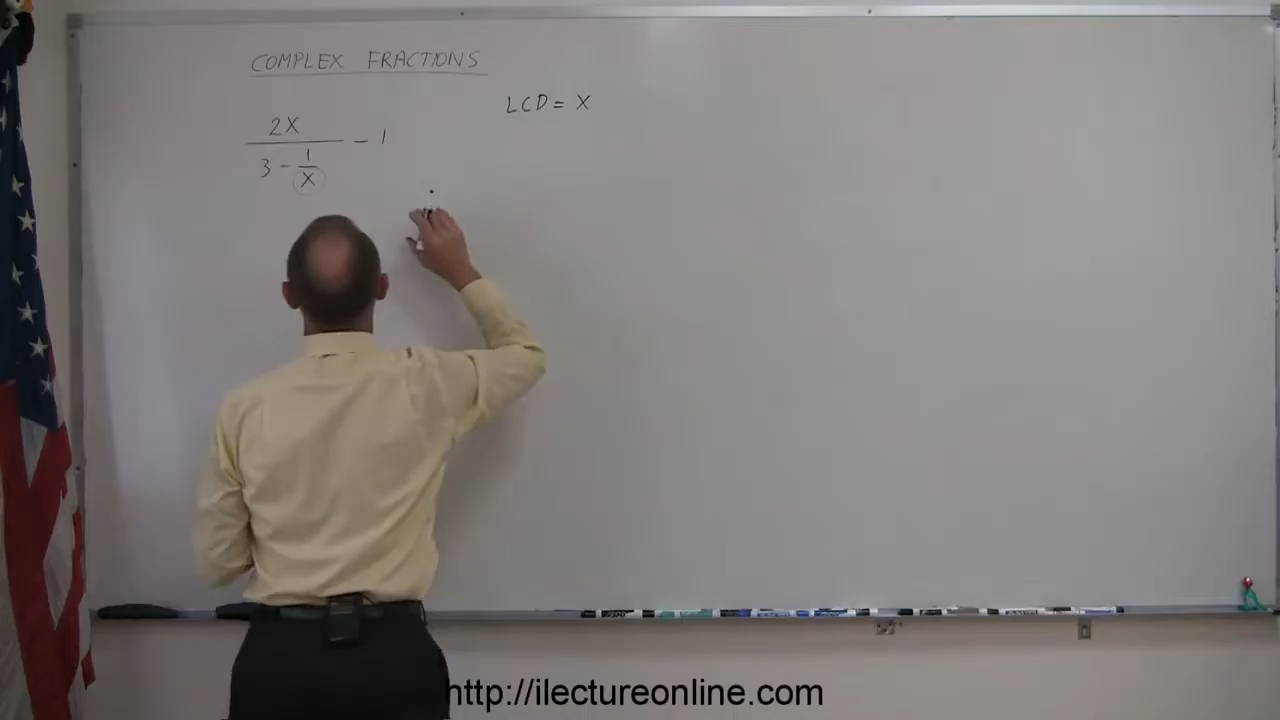 COMPLEX FRACTIONS
LCD = X
2X
3 - 1
X
- 1
http://ilectureonline.com